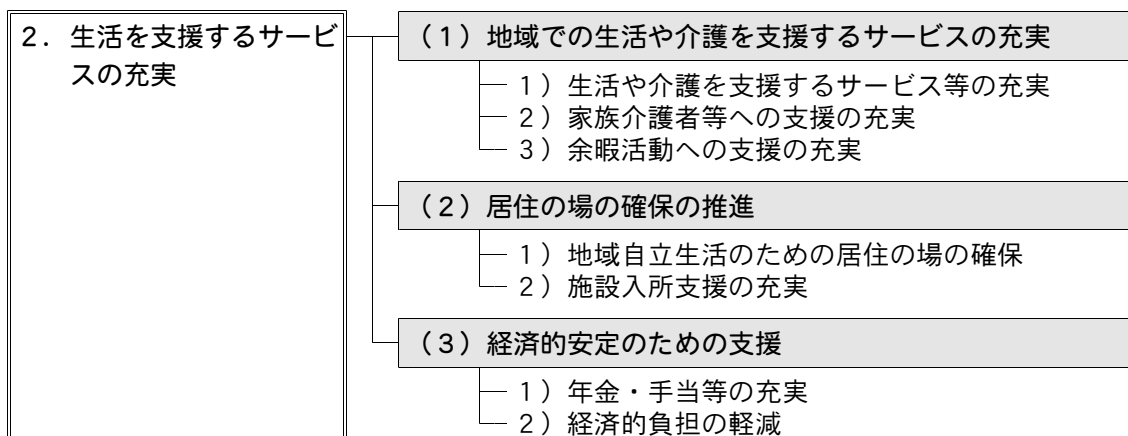 ２．生活を支援するサービ
スの充実
（１）地域での生活や介護を支援するサービスの充実
１）生活や介護を支援するサービス等の充実
２）家族介護者等への支援の充実
３）余暇活動への支援の充実
（２）居住の場の確保の推進
１）地域自立生活のための居住の場の確保
２）施設入所支援の充実
（３）経済的安定のための支援
１）年金・手当等の充実
２）経済的負担の軽減